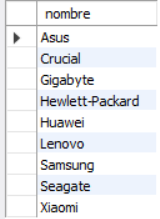 nombre
Asus
Crucial
Gigabyte
Hewlett-Packard
Huawei
Lenovo
Samsung
Seagate
Xiaomi